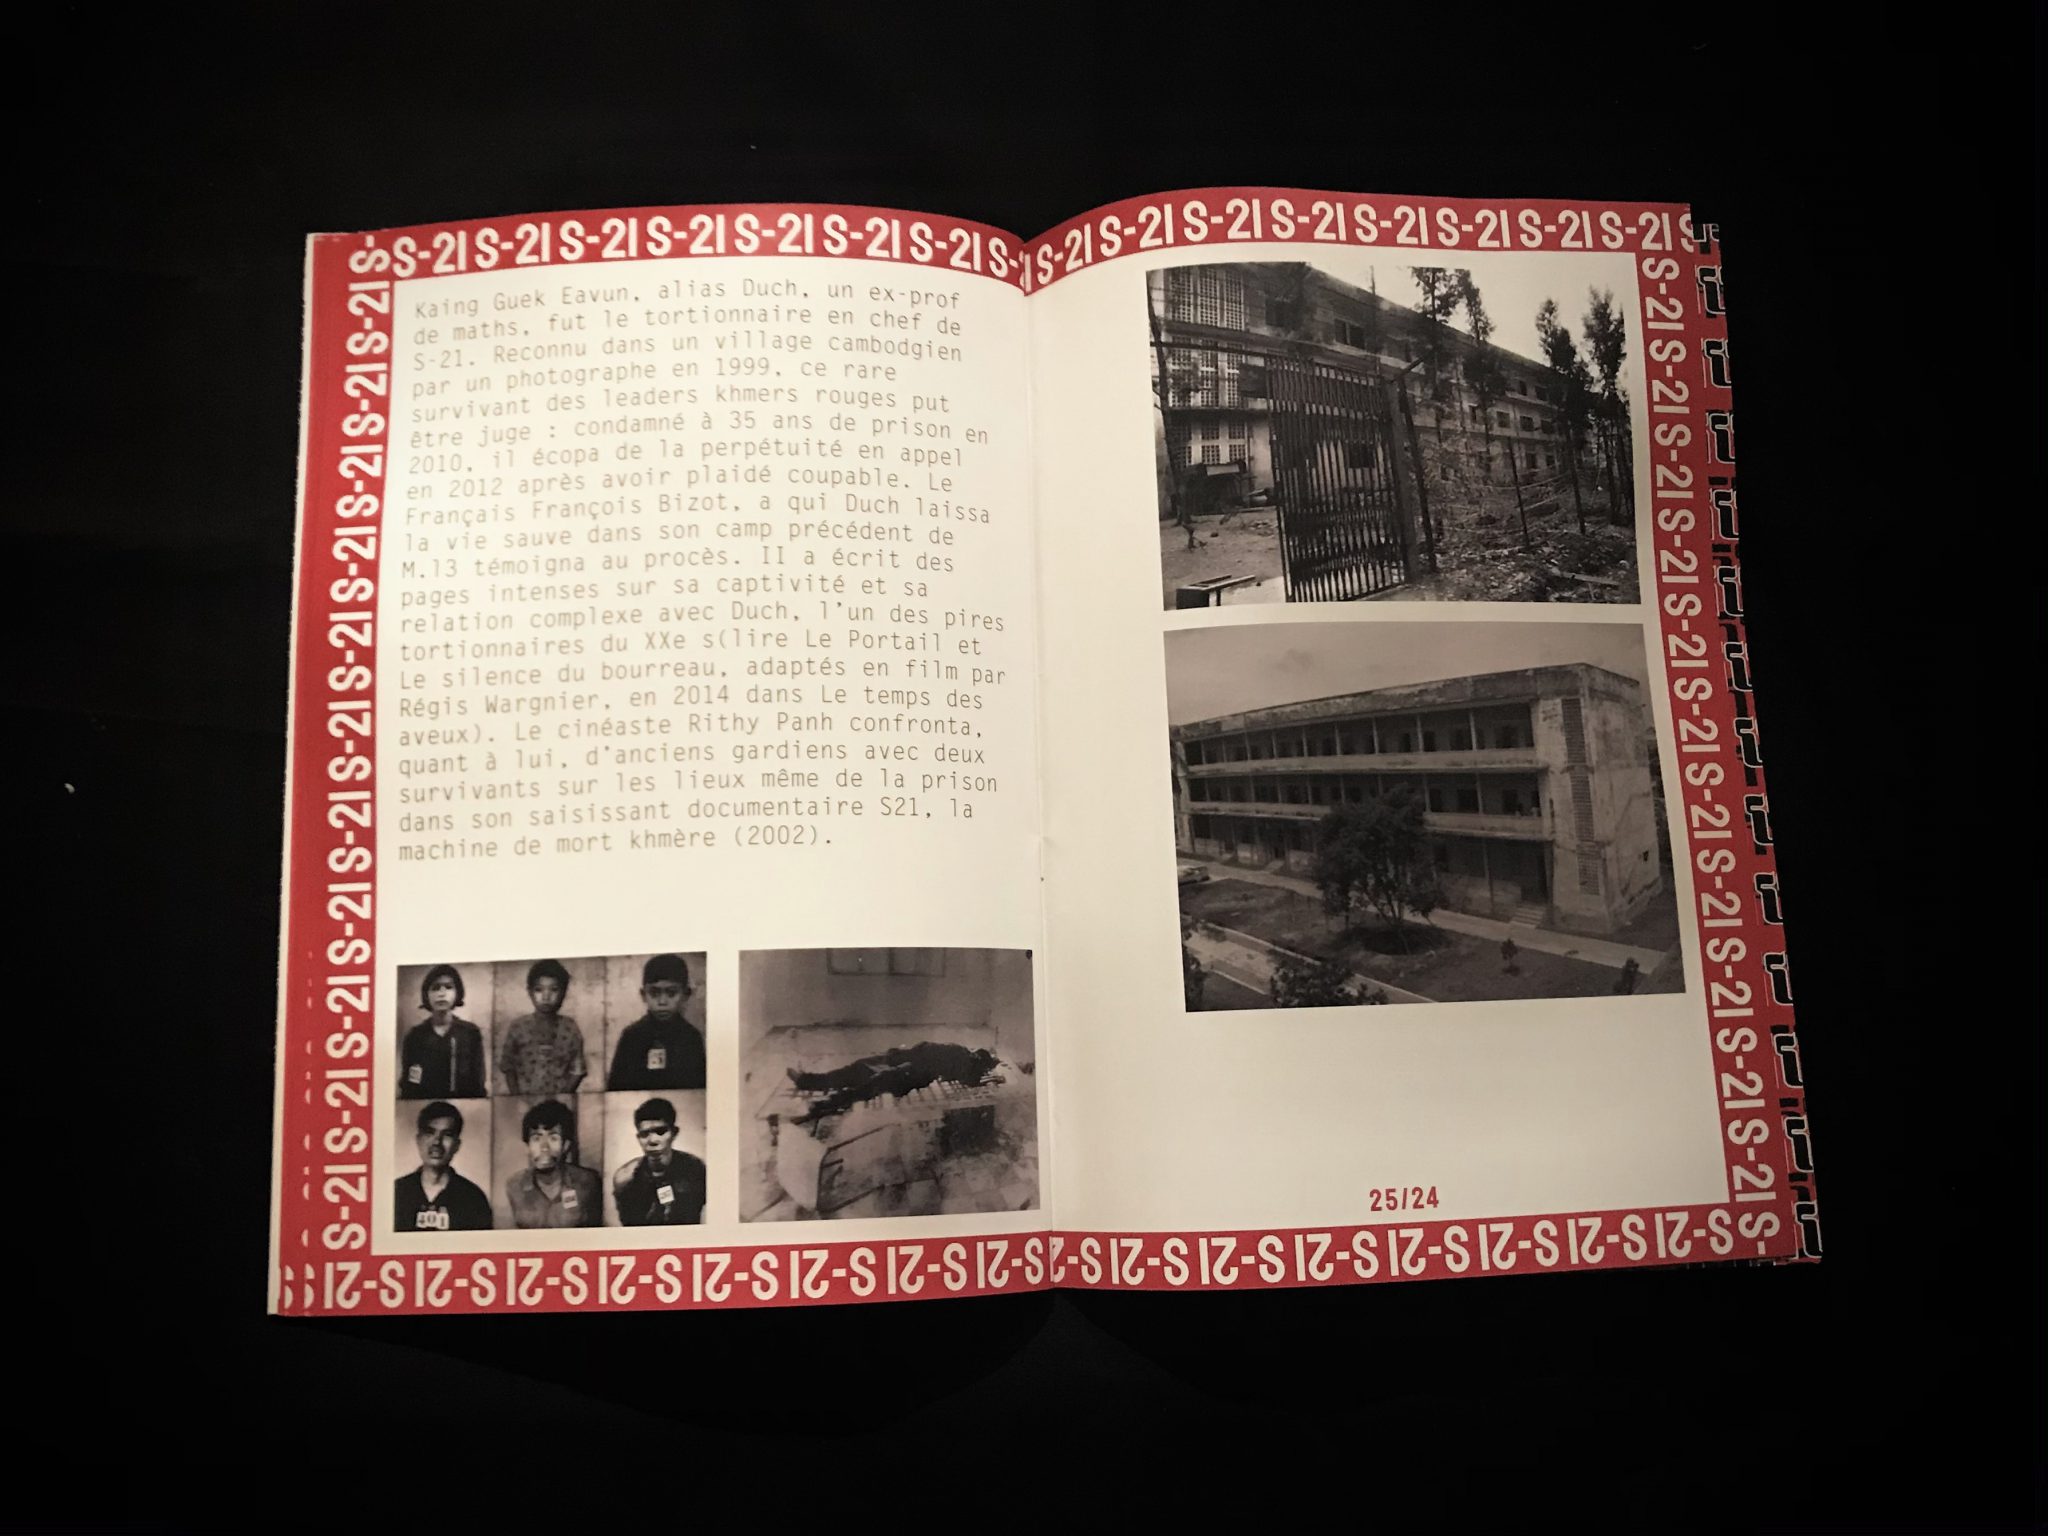 S-21 S-21 S-21 S-21 S-21 S-21 S-21 S-
S-21 S-21 S-21 S-21 S-21 S-21 S-21 S-21
Kaing Guek Eavun, alias Duch, un ex-prof
de maths, fut le tortionnaire en chef de
S-21. Reconnu dans un village cambodgien
par un photographe en 1999, ce rare
survivant des leaders khmers rouges put
être juge : condamné à 35 ans de prison en
2010, il écopa de la perpétuité en appel
en 2012 après avoir plaidé coupable. Le
Français François Bizot, a qui Duch laissa
la vie sauve dans son camp précédent de
M.13 témoigna au procès. II a écrit des
pages intenses sur sa captivité et sa
relation complexe avec Duch, l'un des pires
tortionnaires du XXe s(lire Le Portail et
Le silence du bourreau, adaptés en film par
Régis Wargnier, en 2014 dans Le temps des
aveux). Le cinéaste Rithy Panh confronta,
quant à lui, d'anciens gardiens avec deux
survivants sur les lieux même de la prison
dans son saisissant documentaire S21, la
machine de mort khmère (2002).
401
25/24
S-21 S-21 S-21 S-21 S-21 S-21 S-21 S-21
S-21 S-21 S-21 S-21 S-21 S-21 S-21 S-21